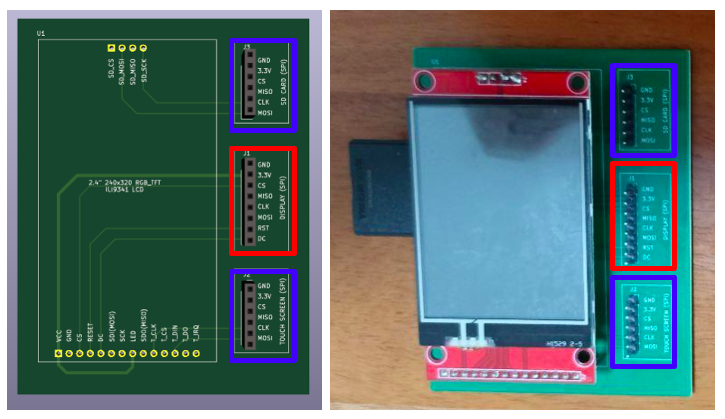 U1
SD_CS
SD_MOSI
SD_MISO
SD_SCK
J3
GND
3.3V
CS
MISO
CLK
MOSI
SD CARD (SPI)
2.4" 240x320 RGB_TFT
ILI9341 LCD
J1
GND
3.3V
CS
MISO
CLK
MOSI
RST
DC
DISPLAY (SPI)
J2
GND
3.3V
CS
MISO
CLK
MOSI
TOUCH SCREEN (SPI)
VCC
GND
CS
RESET
DC
SDI(MOSI)
SCK
LED
SDO(MISO)
T_CLK
T_CS
T_DIN
T_DO
T_IRQ
J3
GND
3.3V
CS
MISO
CLK
MOSI
SD CARD (SPI)
J1
GND
3.3V
CS
MISO
CLK
MOSI
RST
DC
DISPLAY (SPI)
J2
GND
3.3V
CS
MISO
CLK
MOSI
TOUCH SCREEN (SPI)